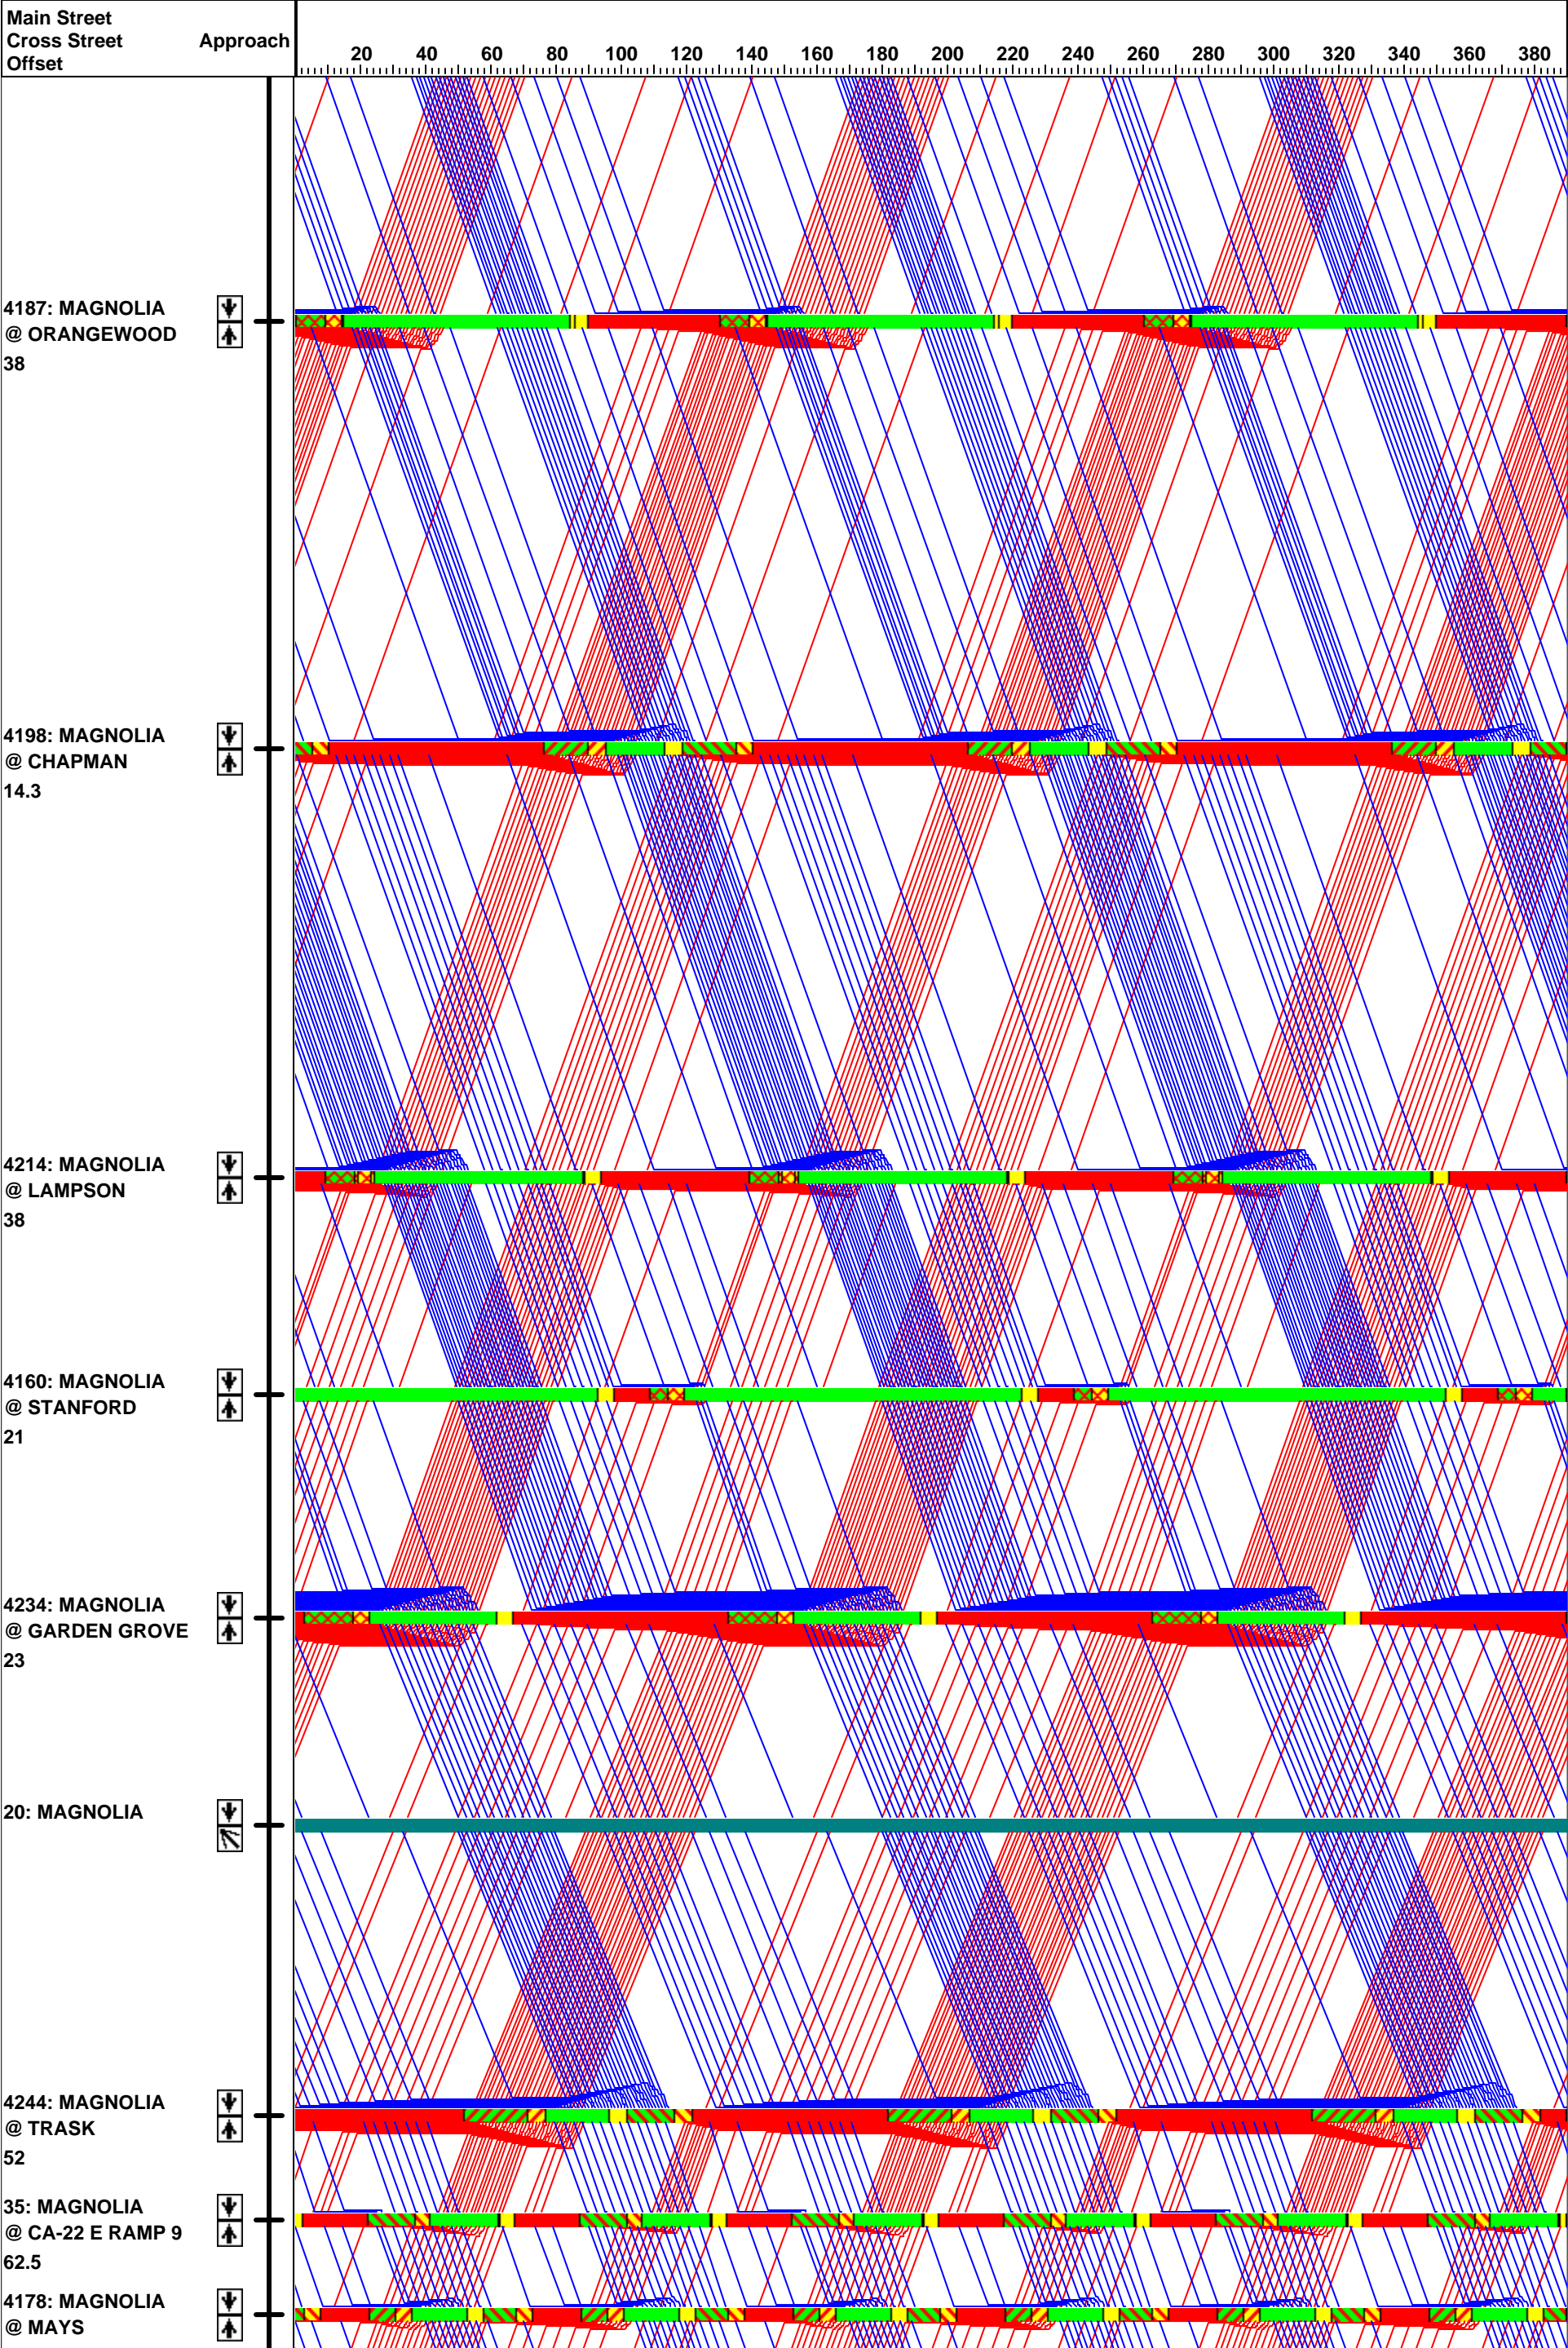 Main Street
Cross Street Approach
Offset
20 40 60 80 100 120 140 160 180 200 220 240 260 280 300 320 340 360 380
4187: MAGNOLIA
@ ORANGEWOOD
38
4198: MAGNOLIA
@ CHAPMAN
14.3
4214: MAGNOLIA
@ LAMPSON
38
4160: MAGNOLIA
@ STANFORD
21
4234: MAGNOLIA
@ GARDEN GROVE
23
20: MAGNOLIA
4244: MAGNOLIA
@ TRASK
52
35: MAGNOLIA
@ CA-22 E RAMP 9
62.5
4178: MAGNOLIA
@ MAYS